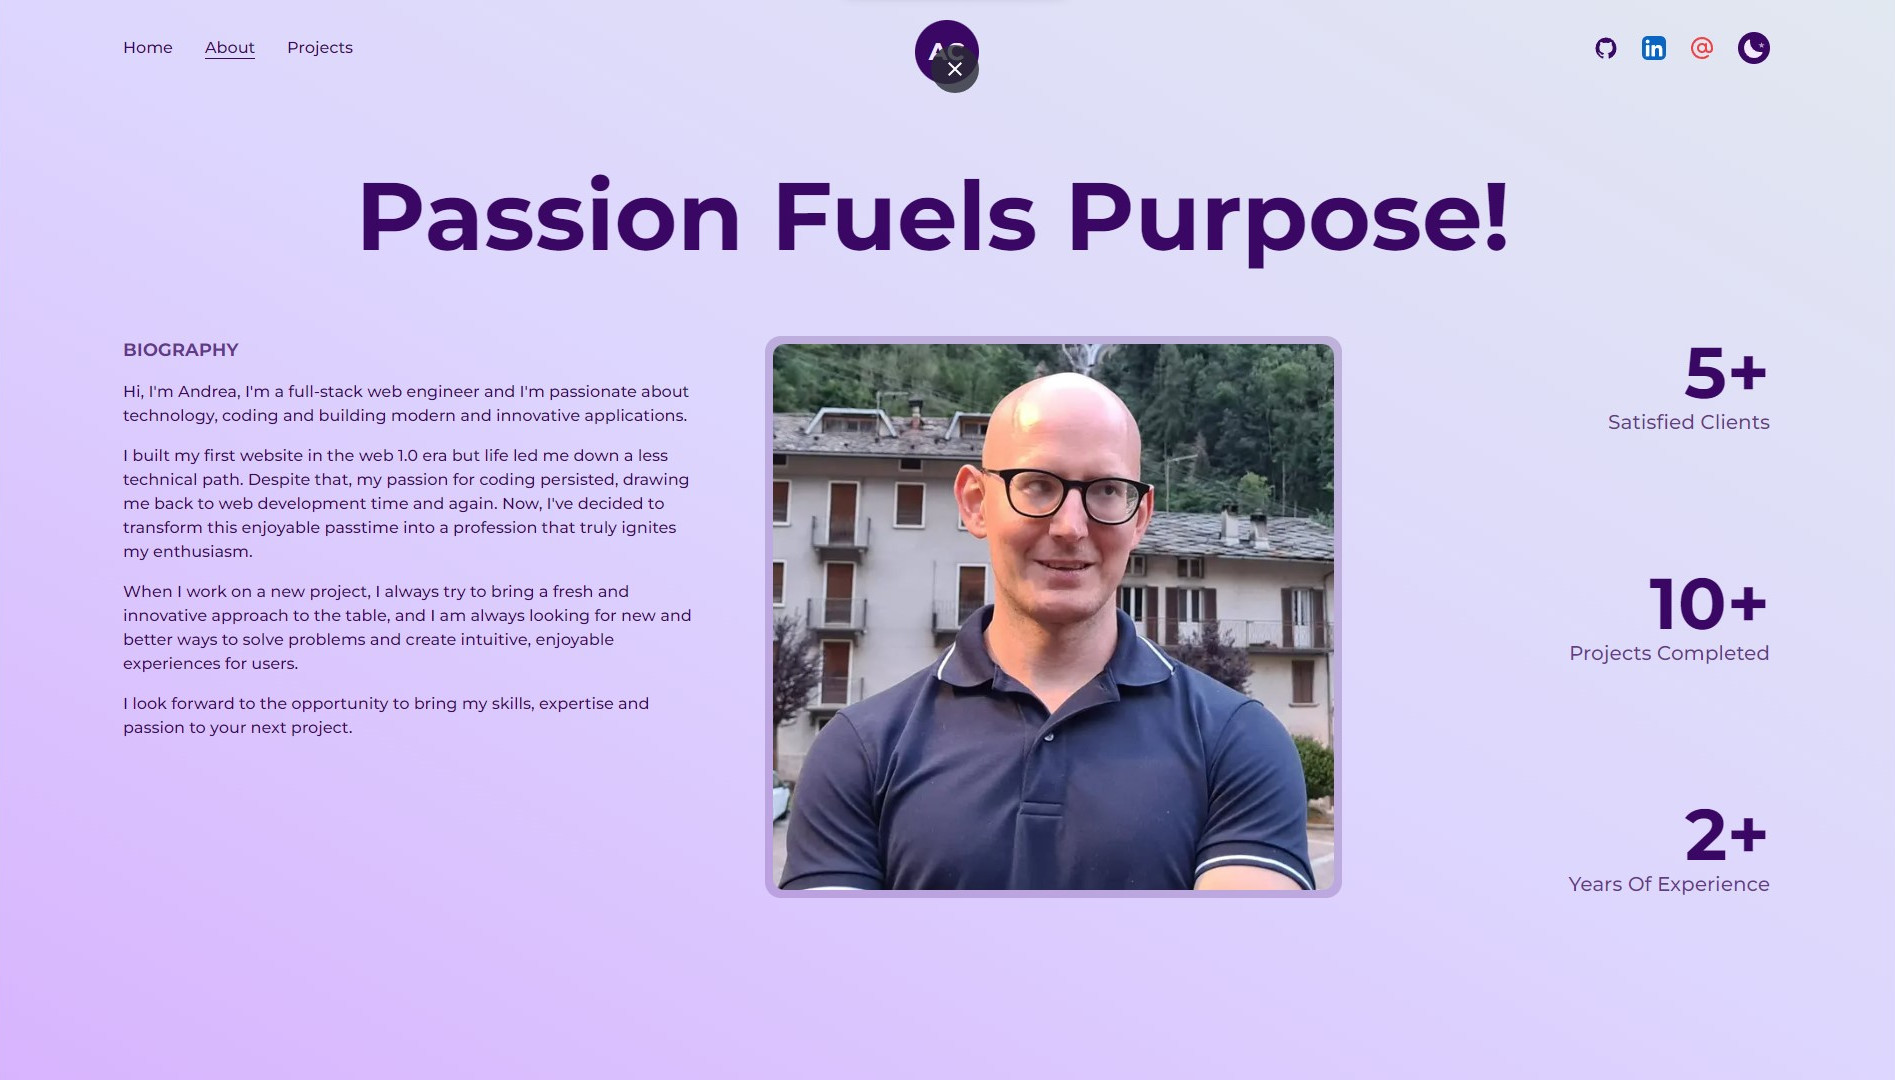 Home About Projects
AC
Passion Fuels Purpose!
BIOGRAPHY
Hi, I'm Andrea, I'm a full-stack web engineer and I'm passionate about
technology, coding and building modern and innovative applications.
I built my first website in the web 1.0 era but life led me down a less
technical path. Despite that, my passion for coding persisted, drawing
me back to web development time and again. Now, I've decided to
transform this enjoyable passtime into a profession that truly ignites
my enthusiasm.
When I work on a new project, I always try to bring a fresh and
innovative approach to the table, and I am always looking for new and
better ways to solve problems and create intuitive, enjoyable
experiences for users.
I look forward to the opportunity to bring my skills, expertise and
passion to your next project.
5+
Satisfied Clients
10+
Projects Completed
2+
Years Of Experience